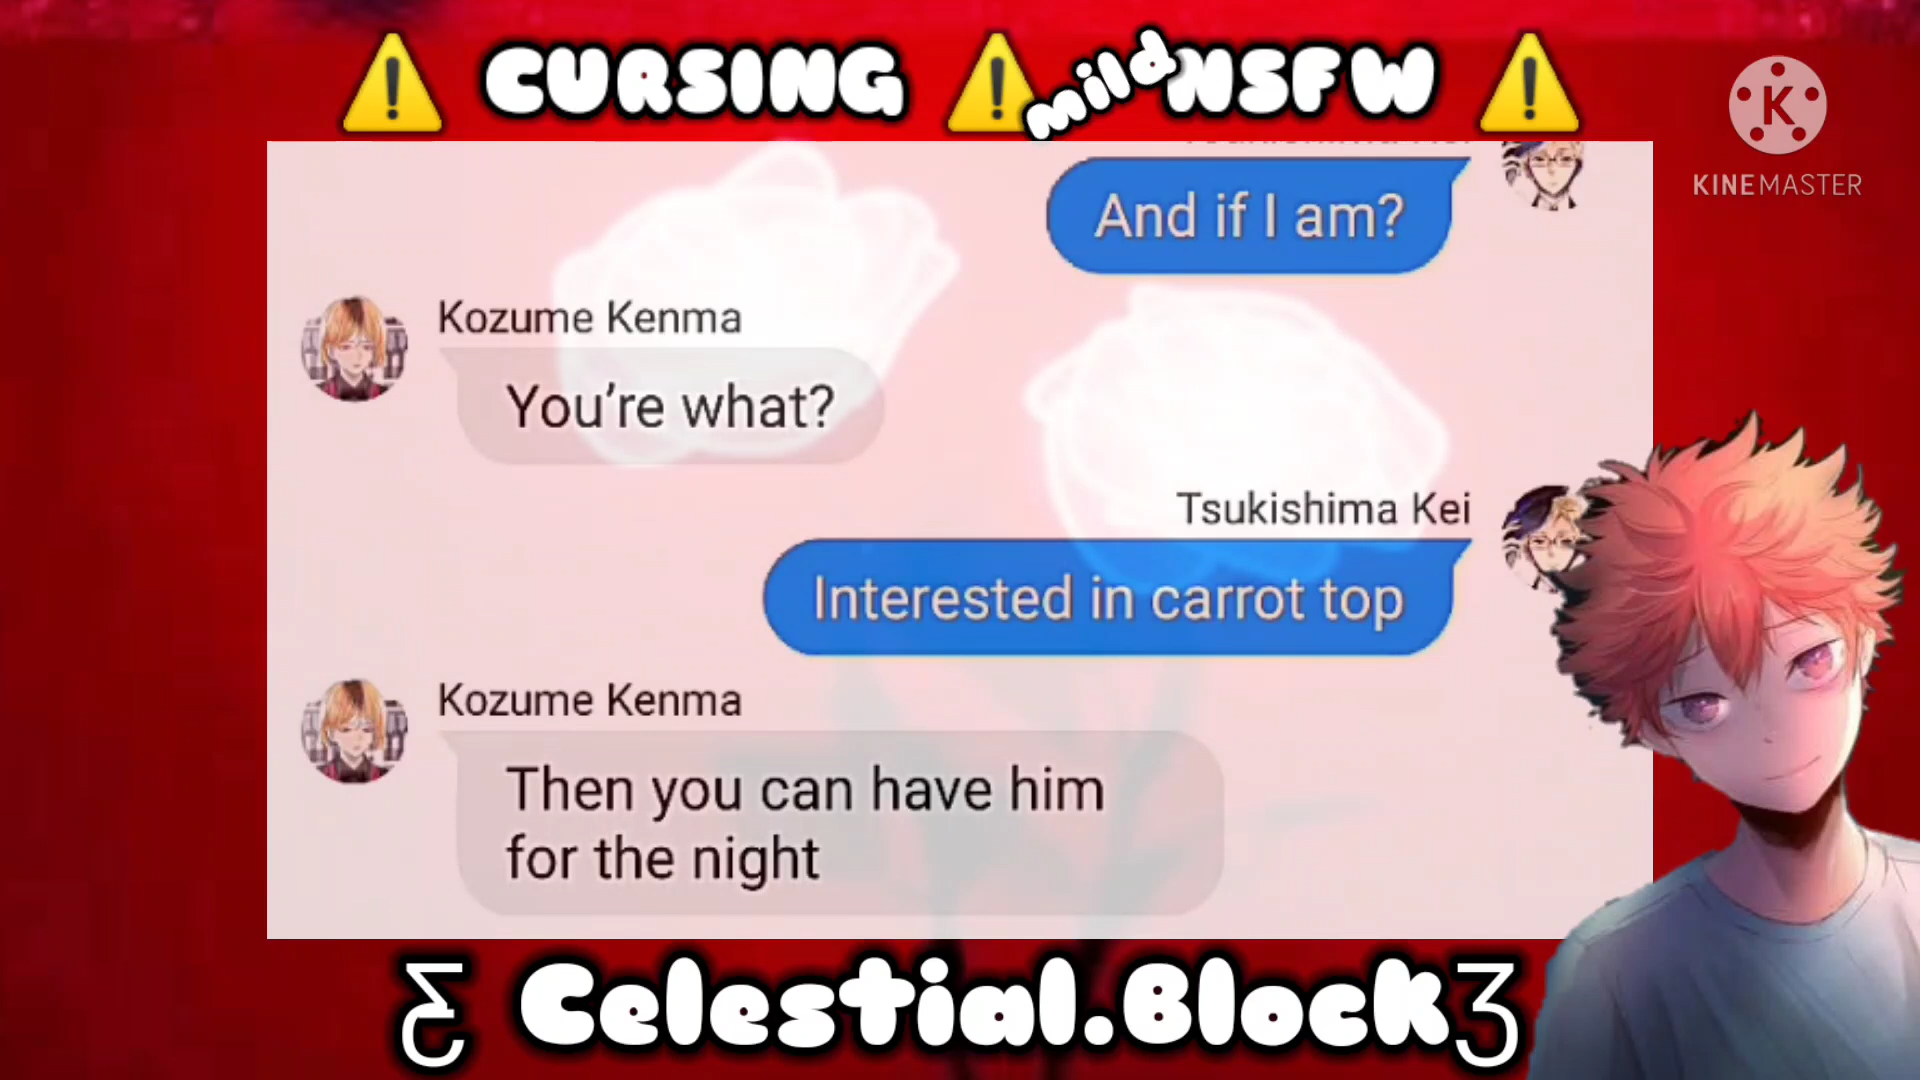 ⚠️ CURSING ⚠️ mild NSFW ⚠️
K
KINEMASTER
And if I am?
Kozume Kenma
You’re what?
Tsukishima Kei
Interested in carrot top
Kozume Kenma
Then you can have him
for the night
Ƹ Celestial.Block Ʒ